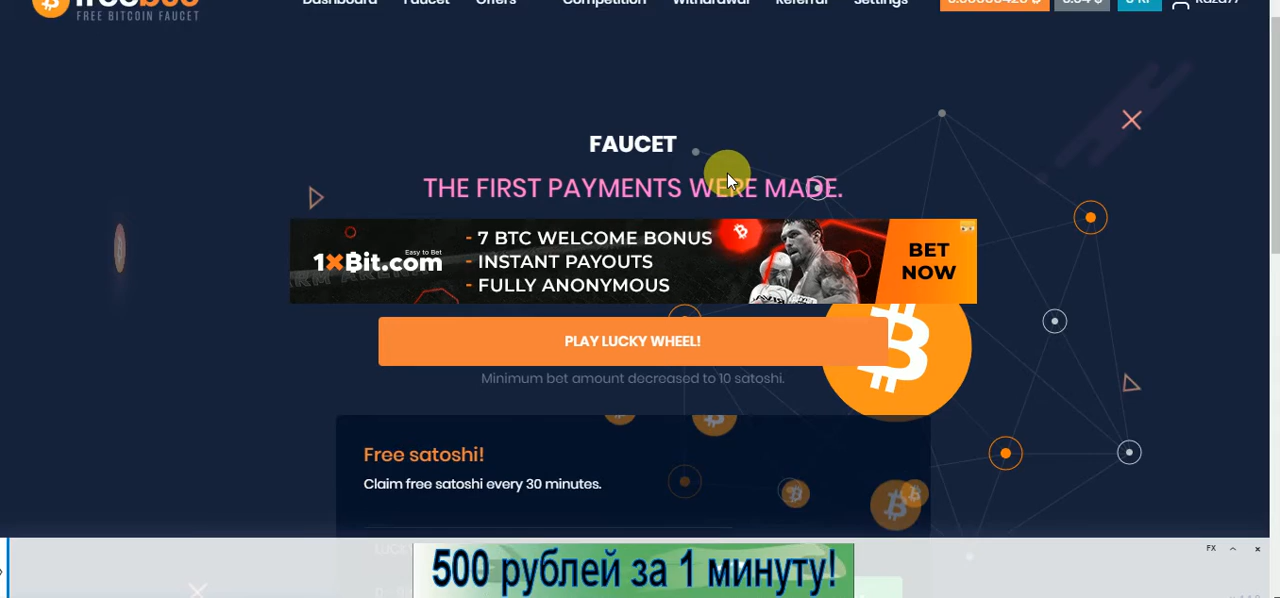 FREE BITCOIN FAUCET
Dashboard Faucet Offers Competition Withdrawal Referral Settings
FAUCET
THE FIRST PAYMENTS WERE MADE.
1XBit.com
Easy to Bet
- 7 BTC WELCOME BONUS
- INSTANT PAYOUTS
- FULLY ANONYMOUS
BET
NOW
PLAY LUCKY WHEEL!
Minimum bet amount decreased to 10 satoshi.
Free satoshi!
Claim free satoshi every 30 minutes.
FX
500 рублей за 1 минуту!